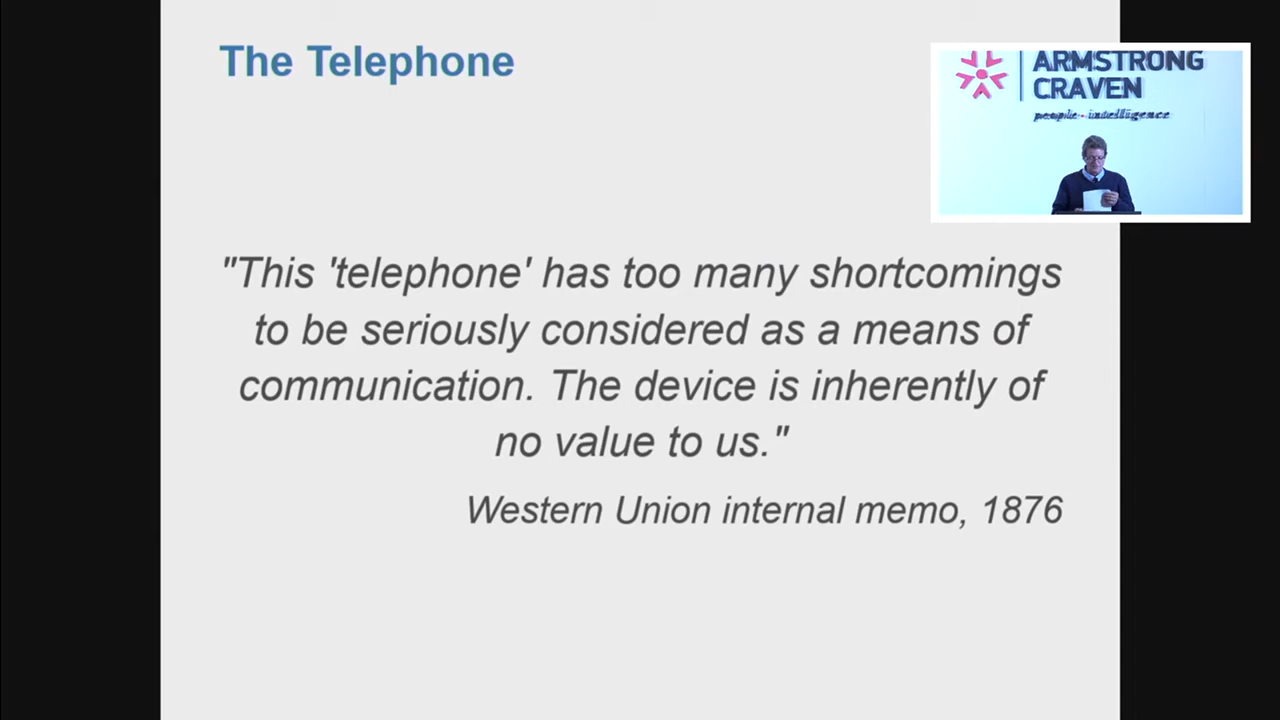 The Telephone
ARMSTRONG
CRAVEN
people - intelligence
"This 'telephone' has too many shortcomings
to be seriously considered as a means of
communication. The device is inherently of
no value to us."
Western Union internal memo, 1876